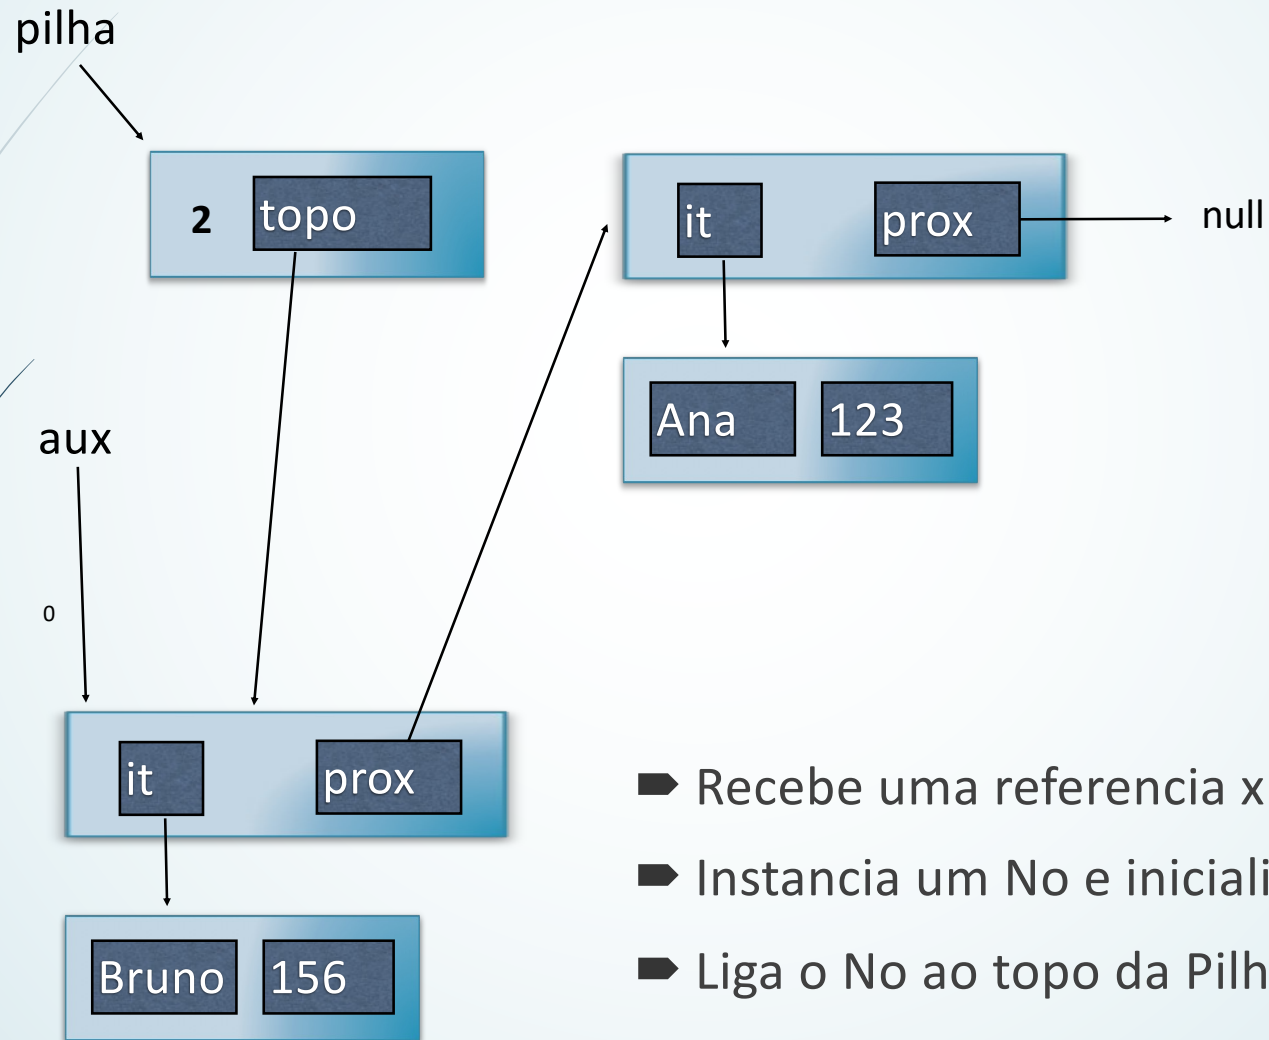 pilha
2 topo
it prox null
Ana 123
aux
0
it prox
Bruno 156
Recebe uma referencia x
Instancia um No e iniciali
Liga o No ao topo da Pilh